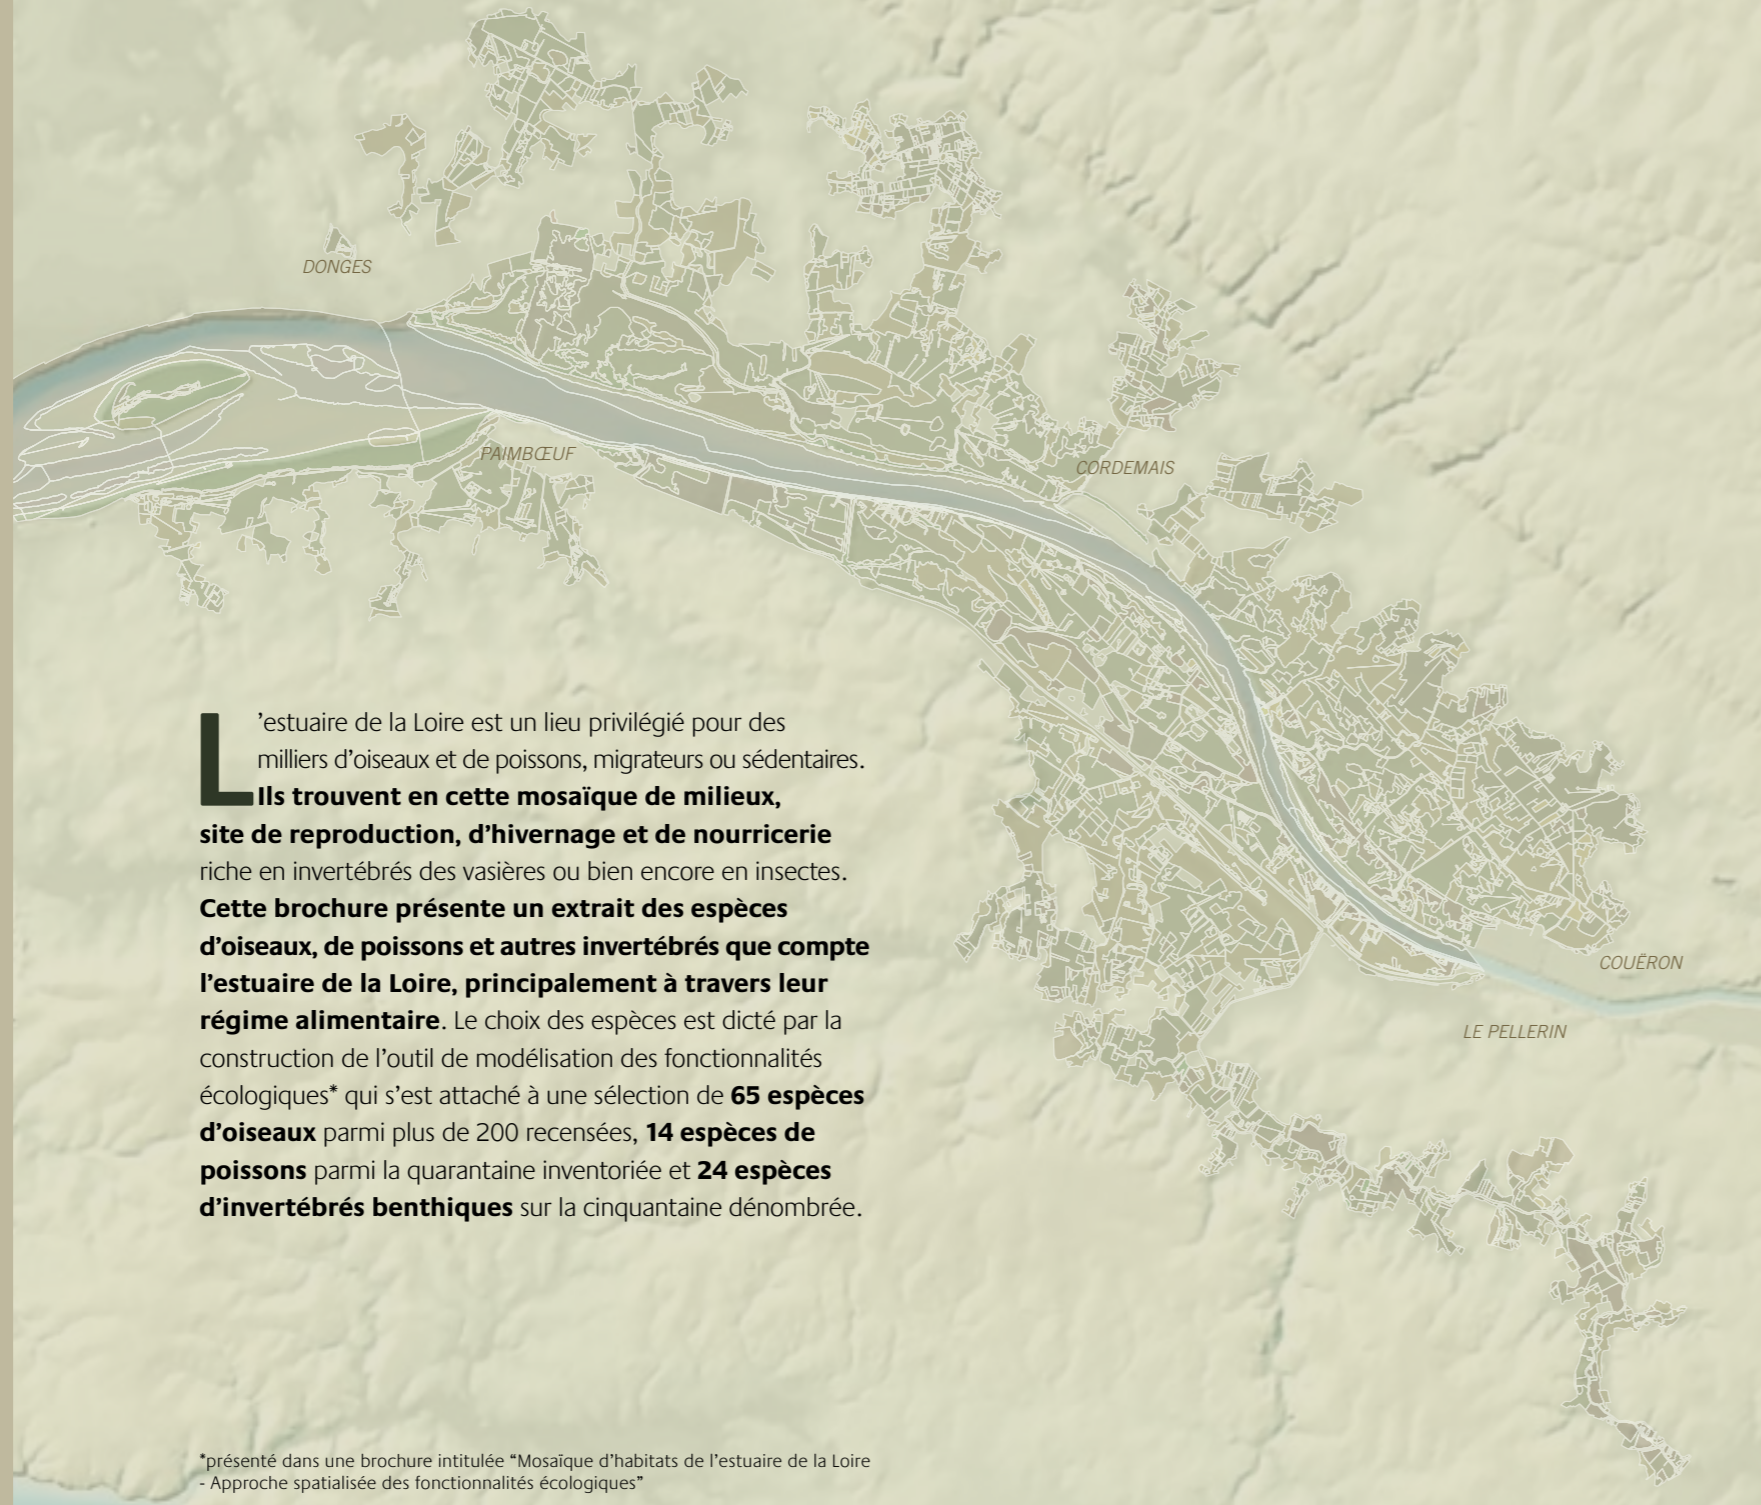 DONGES
PAIMBŒUF
CORDEMAIS
COUËRON
LE PELLERIN
L’estuaire de la Loire est un lieu privilégié pour des
milliers d’oiseaux et de poissons, migrateurs ou sédentaires.
Ils trouvent en cette mosaïque de milieux,
site de reproduction, d’hivernage et de nourricerie
riche en invertébrés des vasières ou bien encore en insectes.
Cette brochure présente un extrait des espèces
d’oiseaux, de poissons et autres invertébrés que compte
l’estuaire de la Loire, principalement à travers leur
régime alimentaire. Le choix des espèces est dicté par la
construction de l’outil de modélisation des fonctionnalités
écologiques* qui s’est attaché à une sélection de 65 espèces
d’oiseaux parmi plus de 200 recensées, 14 espèces de
poissons parmi la quarantaine inventoriée et 24 espèces
d’invertébrés benthiques sur la cinquantaine dénombrée.
*présenté dans une brochure intitulée “Mosaïque d’habitats de l’estuaire de la Loire
- Approche spatialisée des fonctionnalités écologiques”